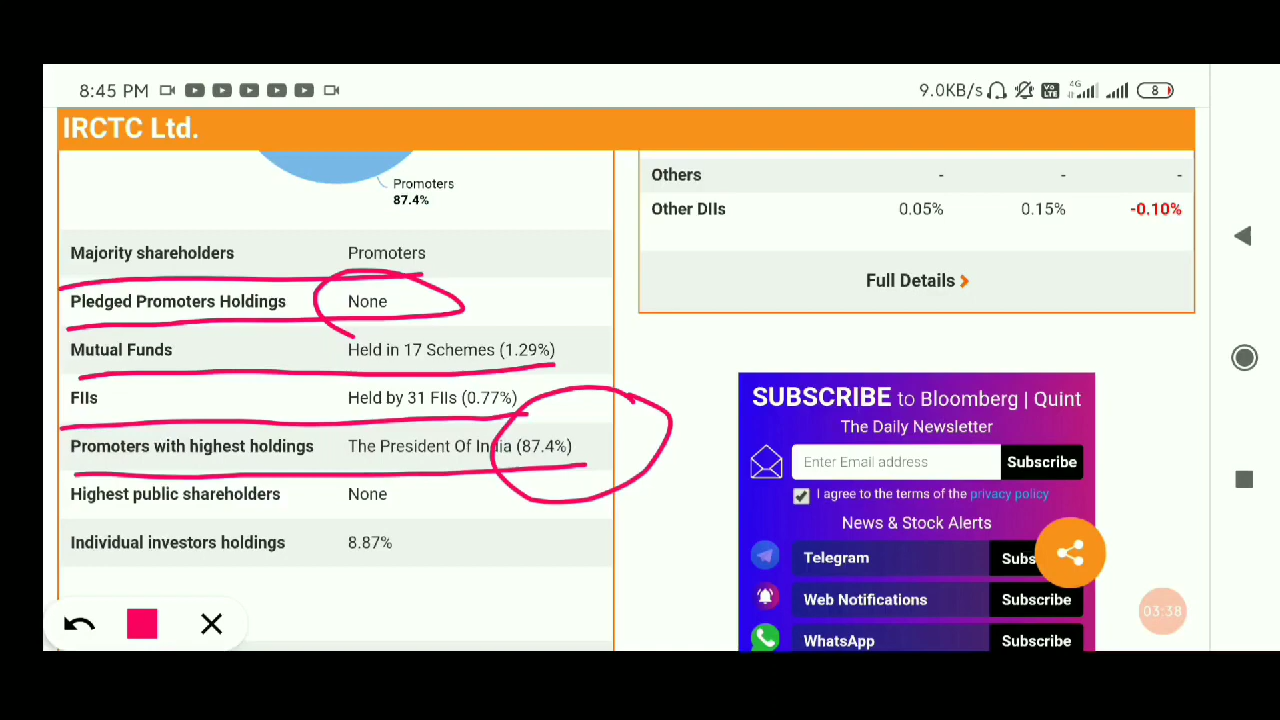 8:45 PM
9.0KB/s
4G
Vo
LTE
8
IRCTC Ltd.
Promoters
87.4%
Majority shareholders Promoters
Pledged Promoters Holdings None
Mutual Funds Held in 17 Schemes (1.29%)
FIIs Held by 31 FIIs (0.77%)
Promoters with highest holdings The President Of India (87.4%)
Highest public shareholders None
Individual investors holdings 8.87%
Others - - -
Other DIIs 0.05% 0.15% -0.10%
Full Details
SUBSCRIBE to Bloomberg | Quint
The Daily Newsletter
Enter Email address Subscribe
I agree to the terms of the privacy policy
News & Stock Alerts
Telegram Subs
Web Notifications Subscribe
WhatsApp Subscribe
03:38